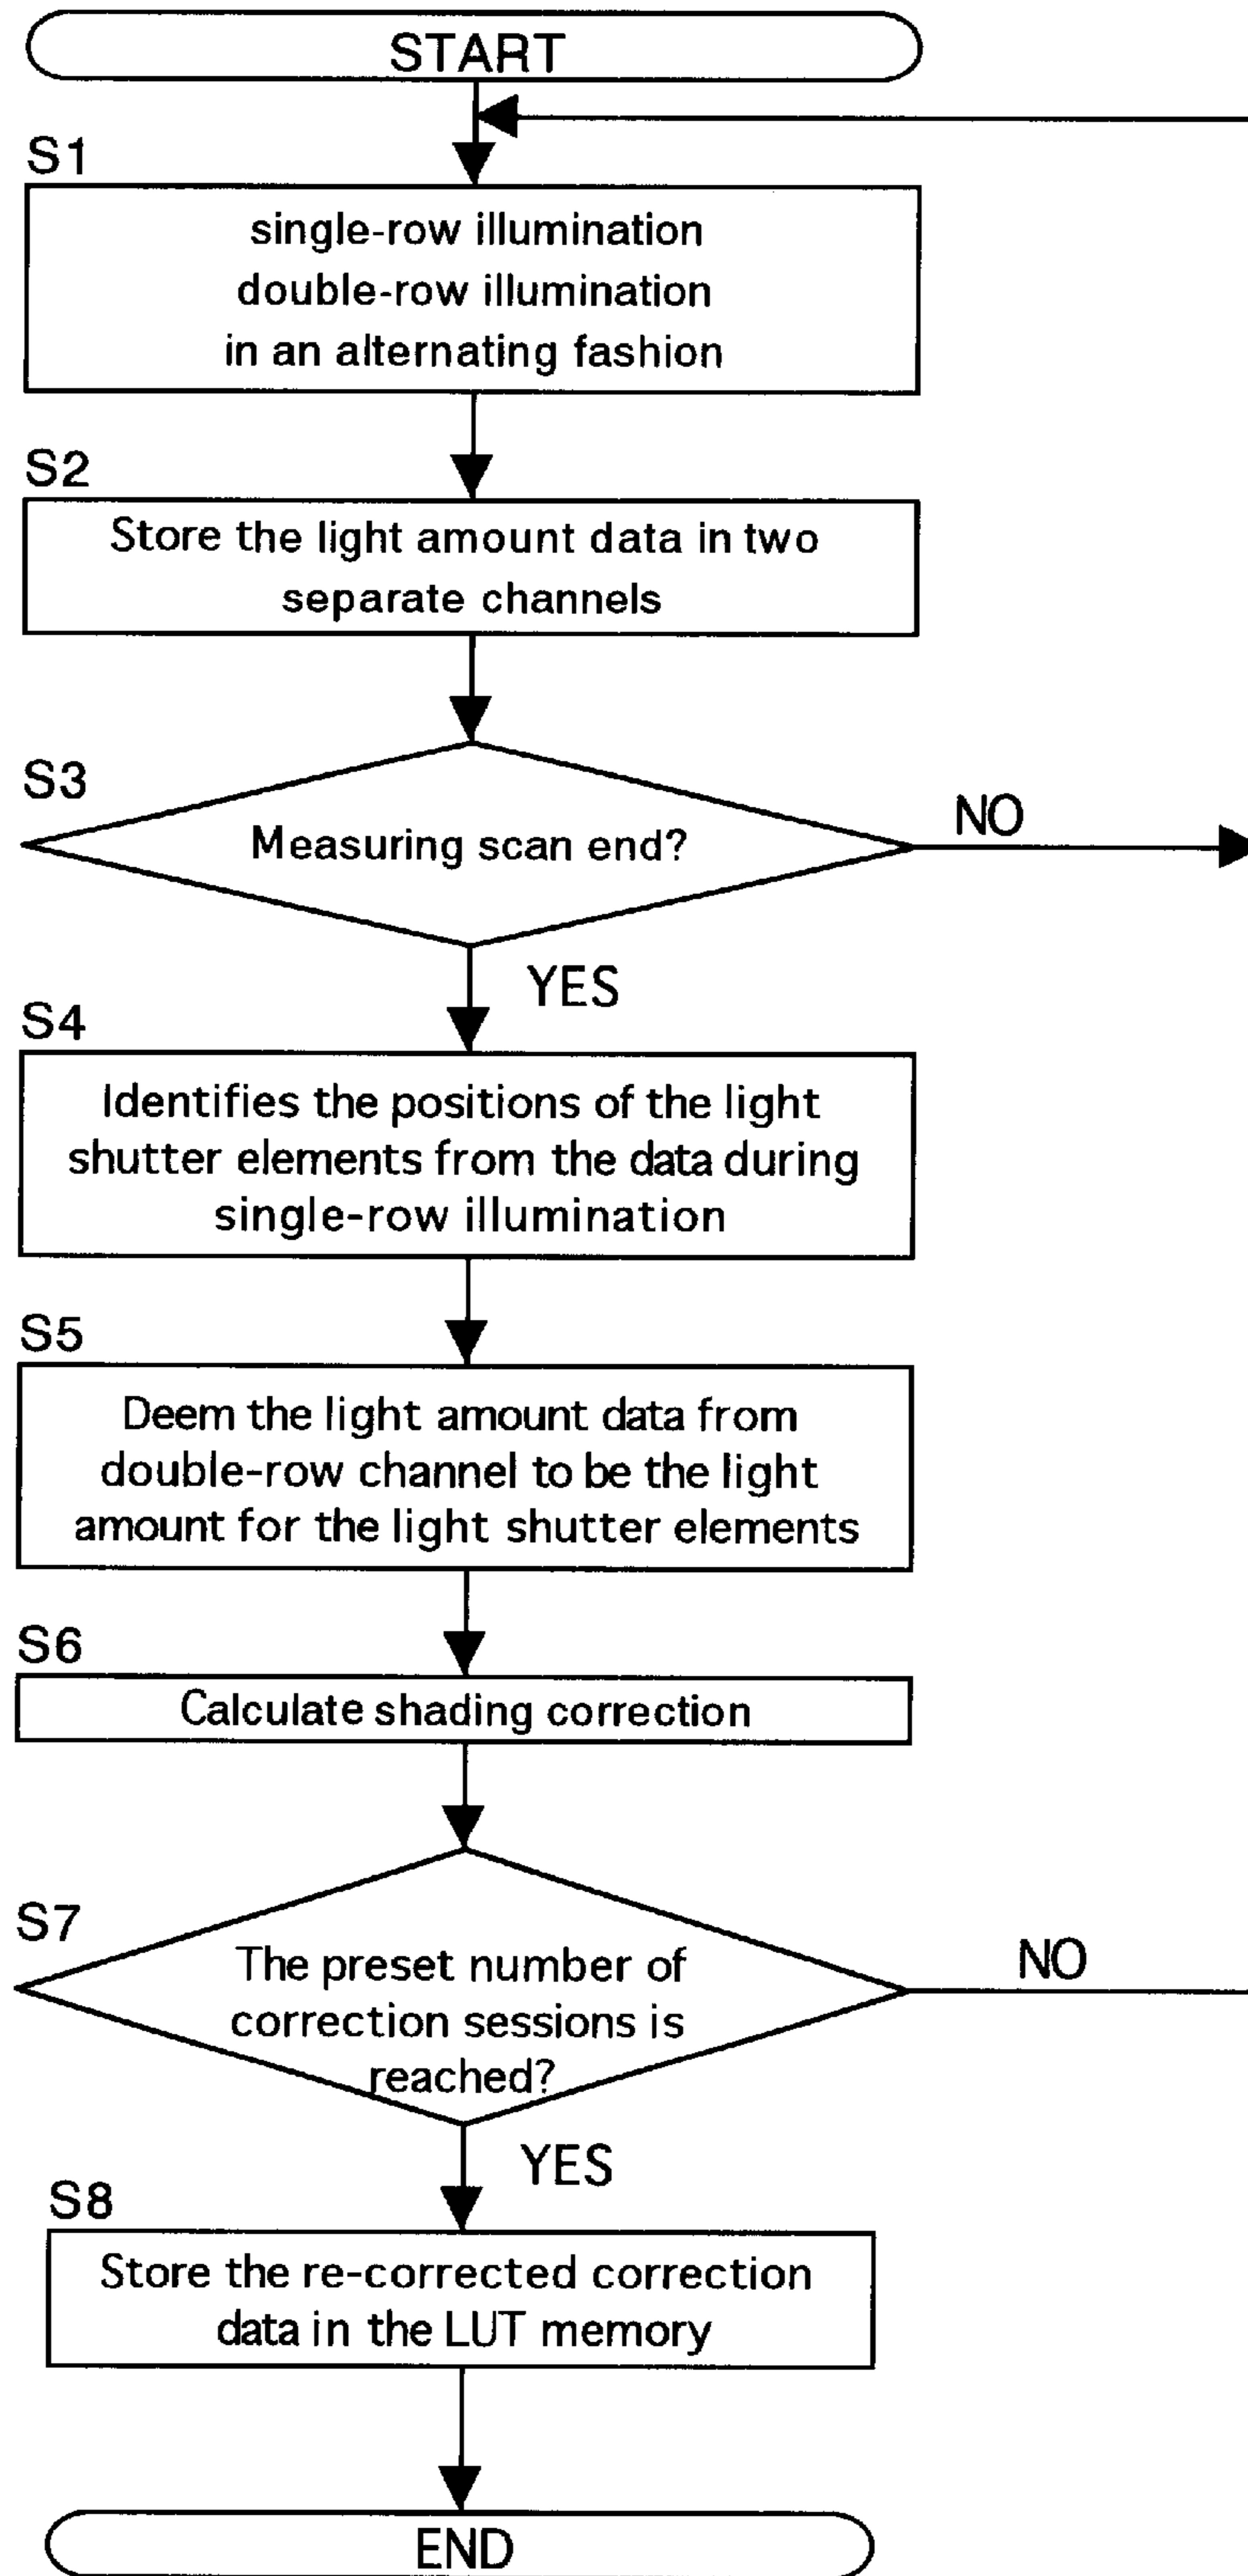 START
S1
single-row illumination
double-row illumination
in an alternating fashion
S2
Store the light amount data in two
separate channels
S3
Measuring scan end?
NO
YES
S4
Identifies the positions of the light
shutter elements from the data during
single-row illumination
S5
Deem the light amount data from
double-row channel to be the light
amount for the light shutter elements
S6
Calculate shading correction
S7
The preset number of
correction sessions is
reached?
NO
YES
S8
Store the re-corrected correction
data in the LUT memory
END